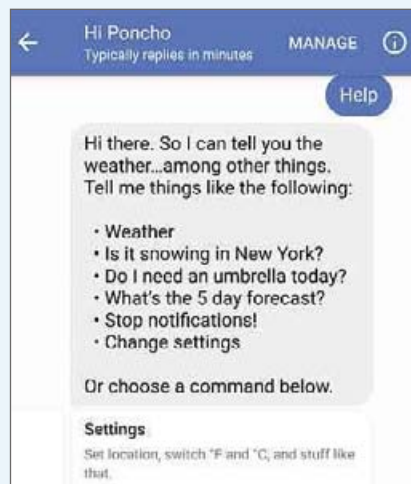 Hi Poncho
MANAGE
Typically replies in minutes
Help
Hi there. So I can tell you the
weather...among other things.
Tell me things like the following:
• Weather
• Is it snowing in New York?
• Do I need an umbrella today?
• What's the 5 day forecast?
• Stop notifications!
• Change settings
Or choose a command below.
Settings
Set location, switch °F and °C, and stuff like
that.